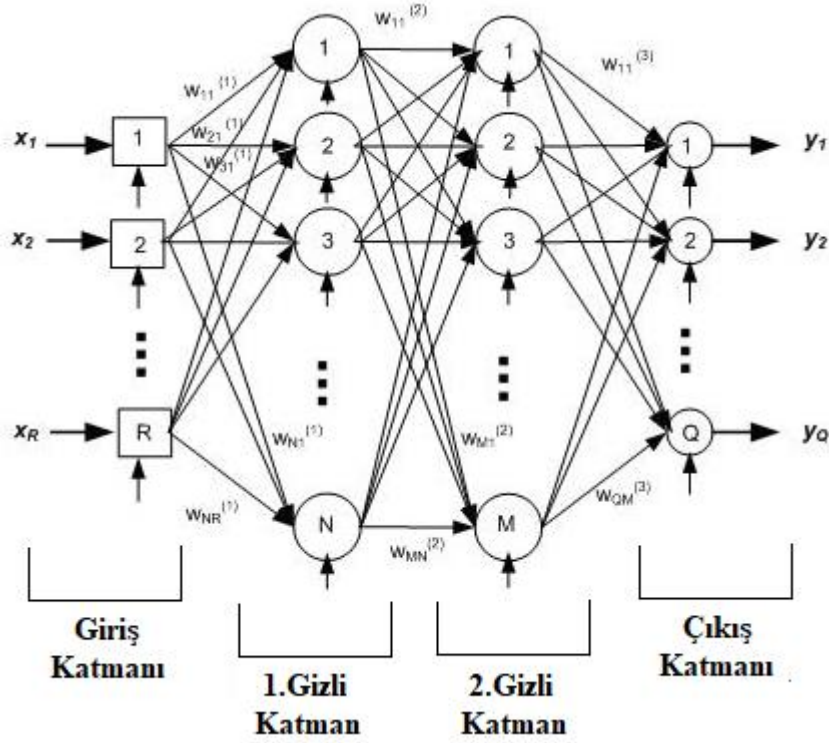 w11(2)
1
1
w11(1)
w11(3)
x1
1
w21(1)
2
2
1
y1
w31(1)
x2
2
3
3
2
y2
xR
R
wN1(1)
wM1(2)
Q
yQ
wNR(1)
N
M
wQM(3)
wMN(2)
Giriş
Katmanı
1.Gizli
Katman
2.Gizli
Katman
Çıkış
Katmanı